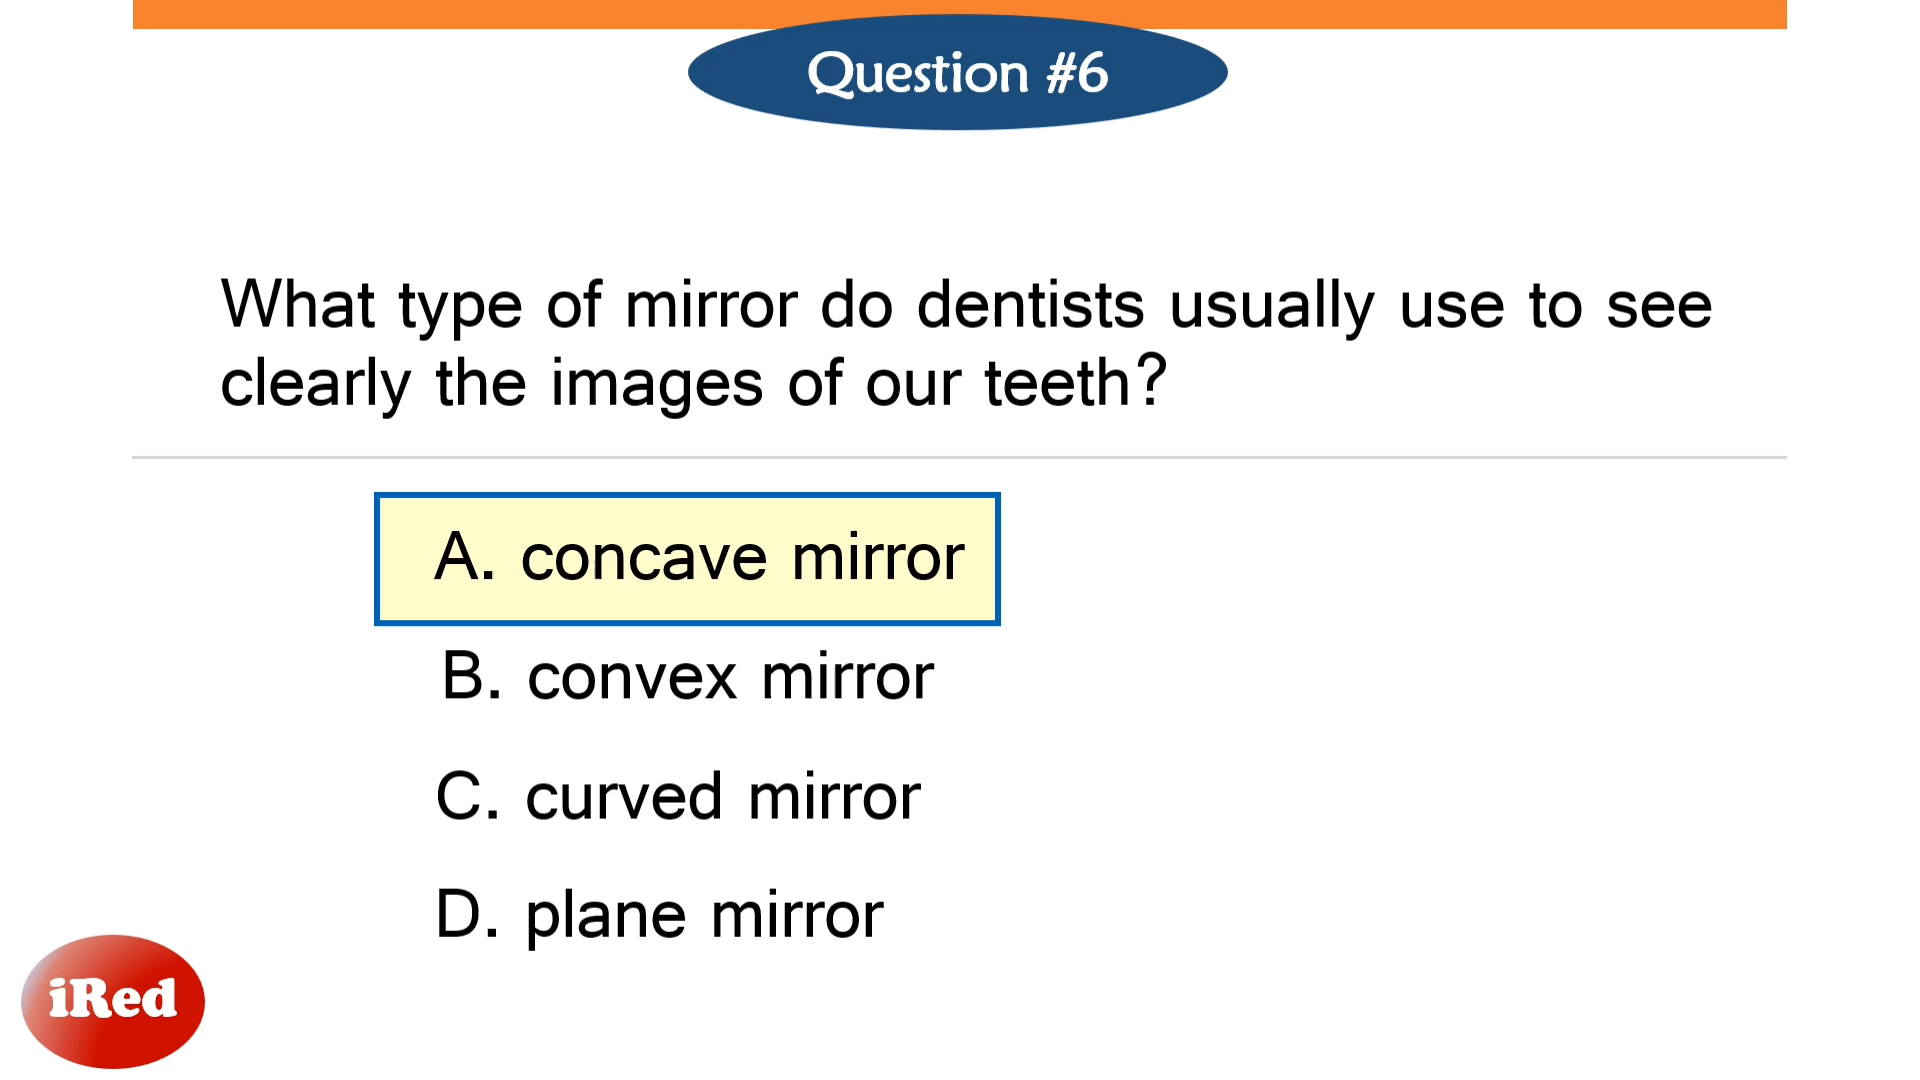 Question #6
What type of mirror do dentists usually use to see
clearly the images of our teeth?
A. concave mirror
B. convex mirror
C. curved mirror
D. plane mirror
iRed